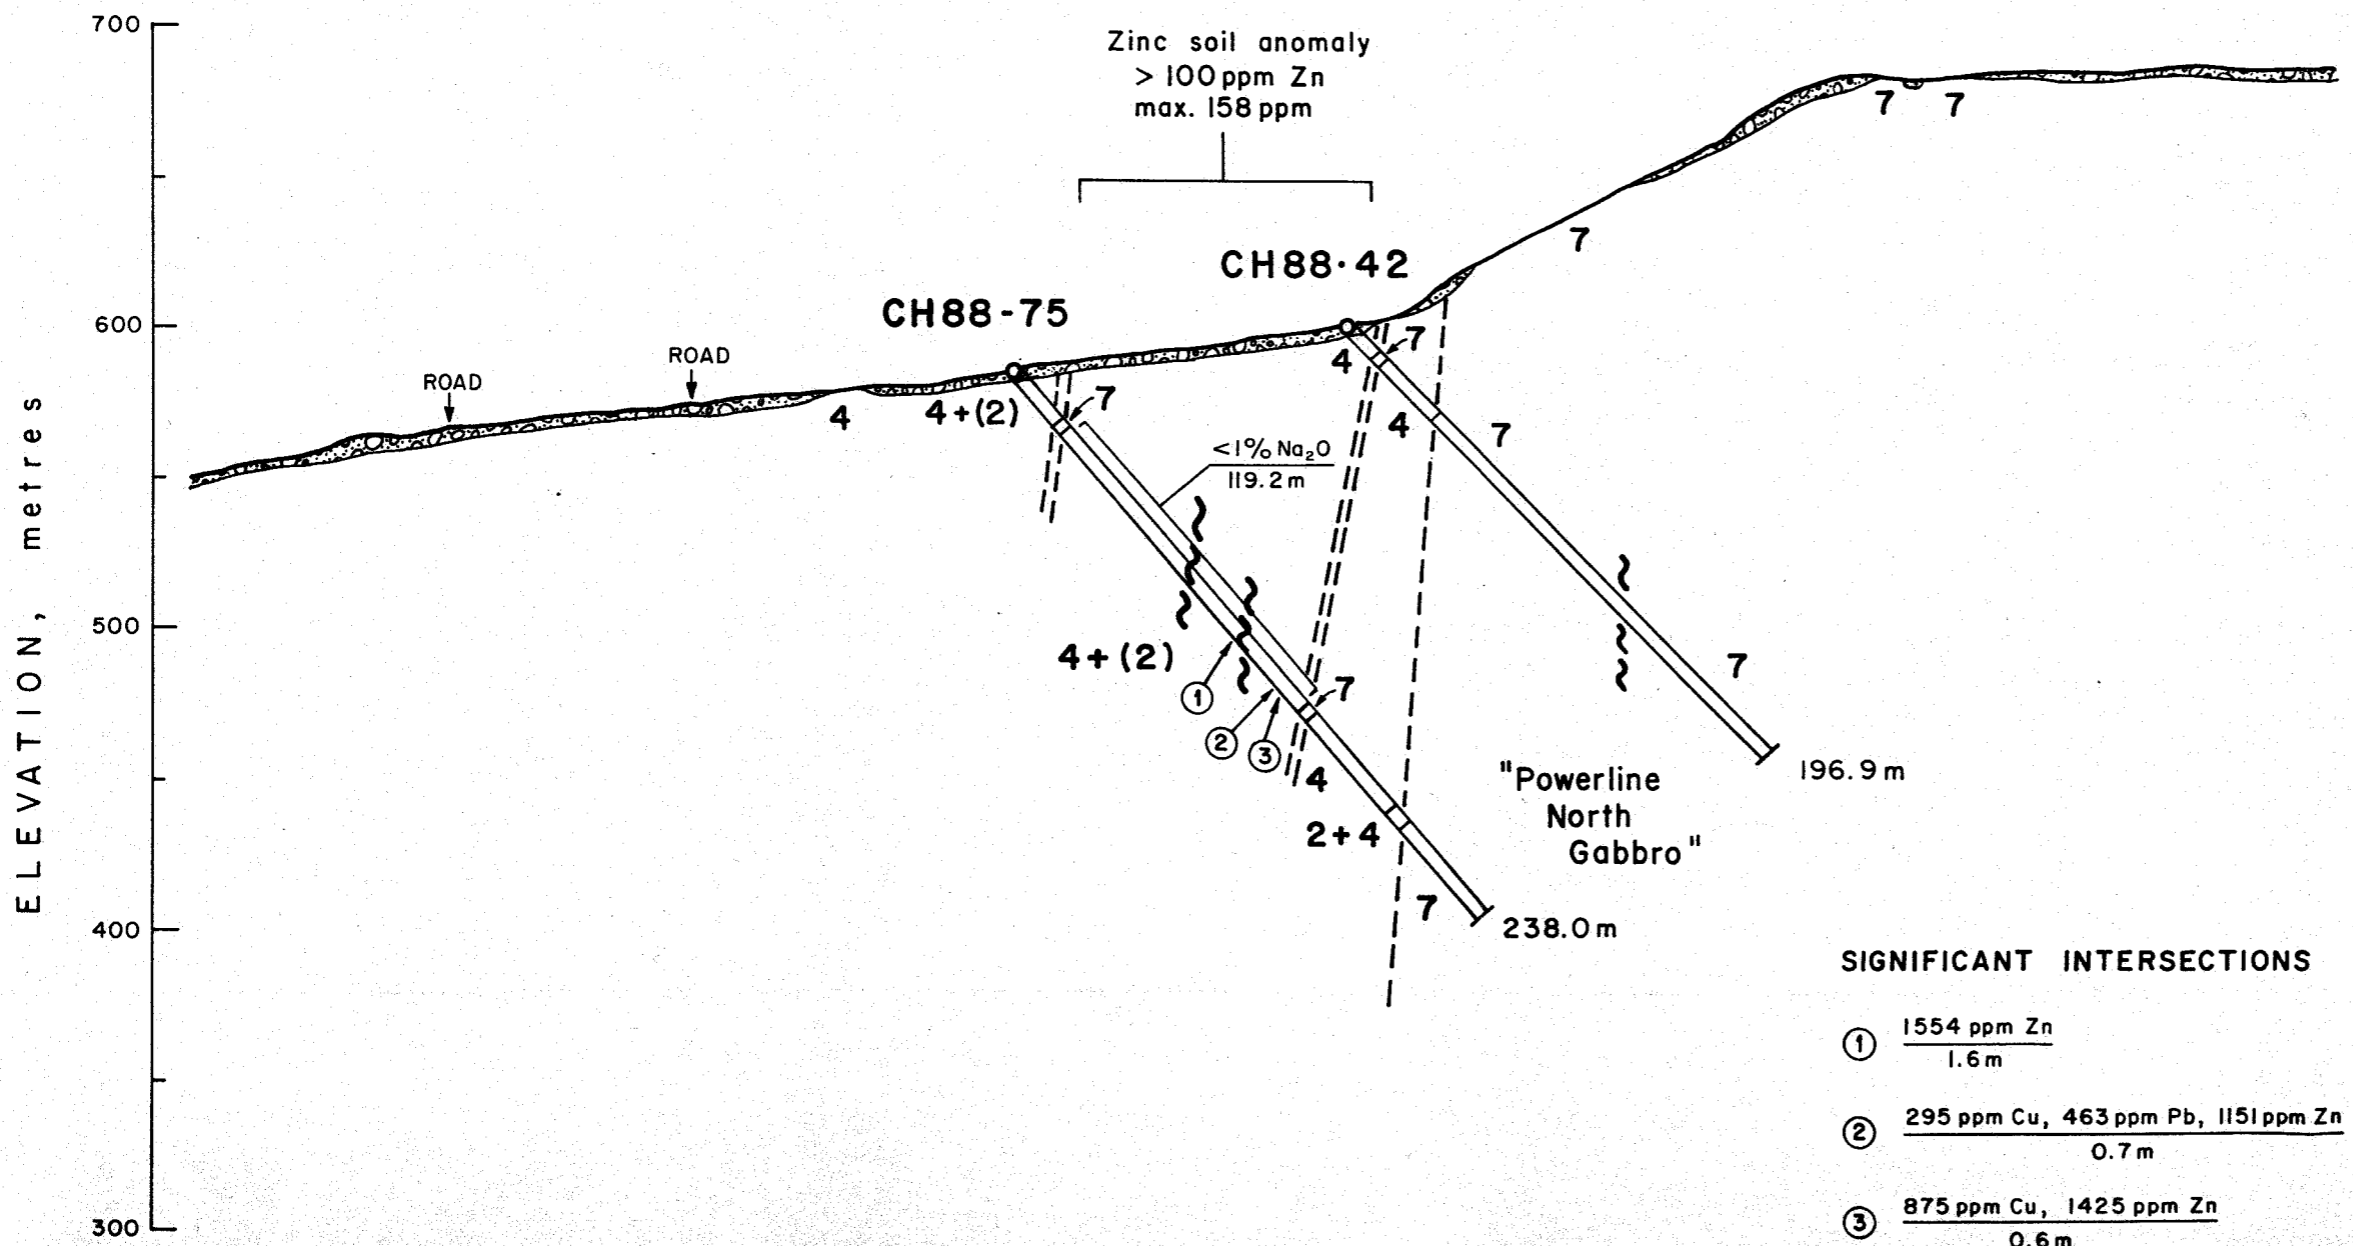 700
Zinc soil anomaly
> 100 ppm Zn
max. 158 ppm
7
7
7
CH88·42
CH88-75
600
ROAD
ROAD
7
4
4
4+(2)
7
4
7
<1% Na₂O
119.2 m
ELEVATION, metres
500
4+(2)
1
2
3
7
7
4
2+4
7
"Powerline
North
Gabbro"
196.9 m
238.0 m
400
300
SIGNIFICANT INTERSECTIONS
1 1554 ppm Zn
1.6 m
2 295 ppm Cu, 463 ppm Pb, 1151 ppm Zn
0.7 m
3 875 ppm Cu, 1425 ppm Zn
0.6 m